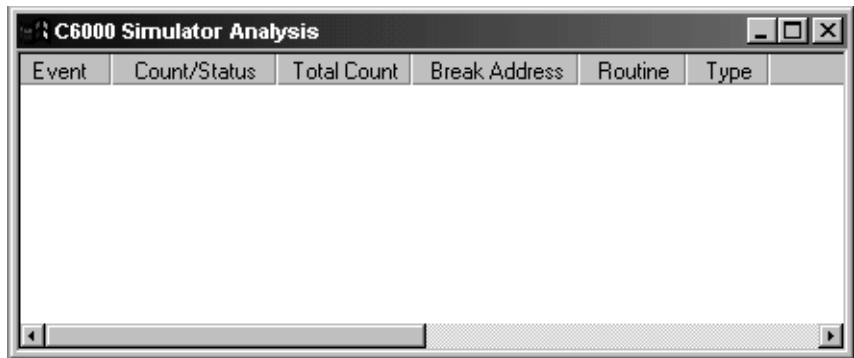 C6000 Simulator Analysis
Event Count/Status Total Count Break Address Routine Type